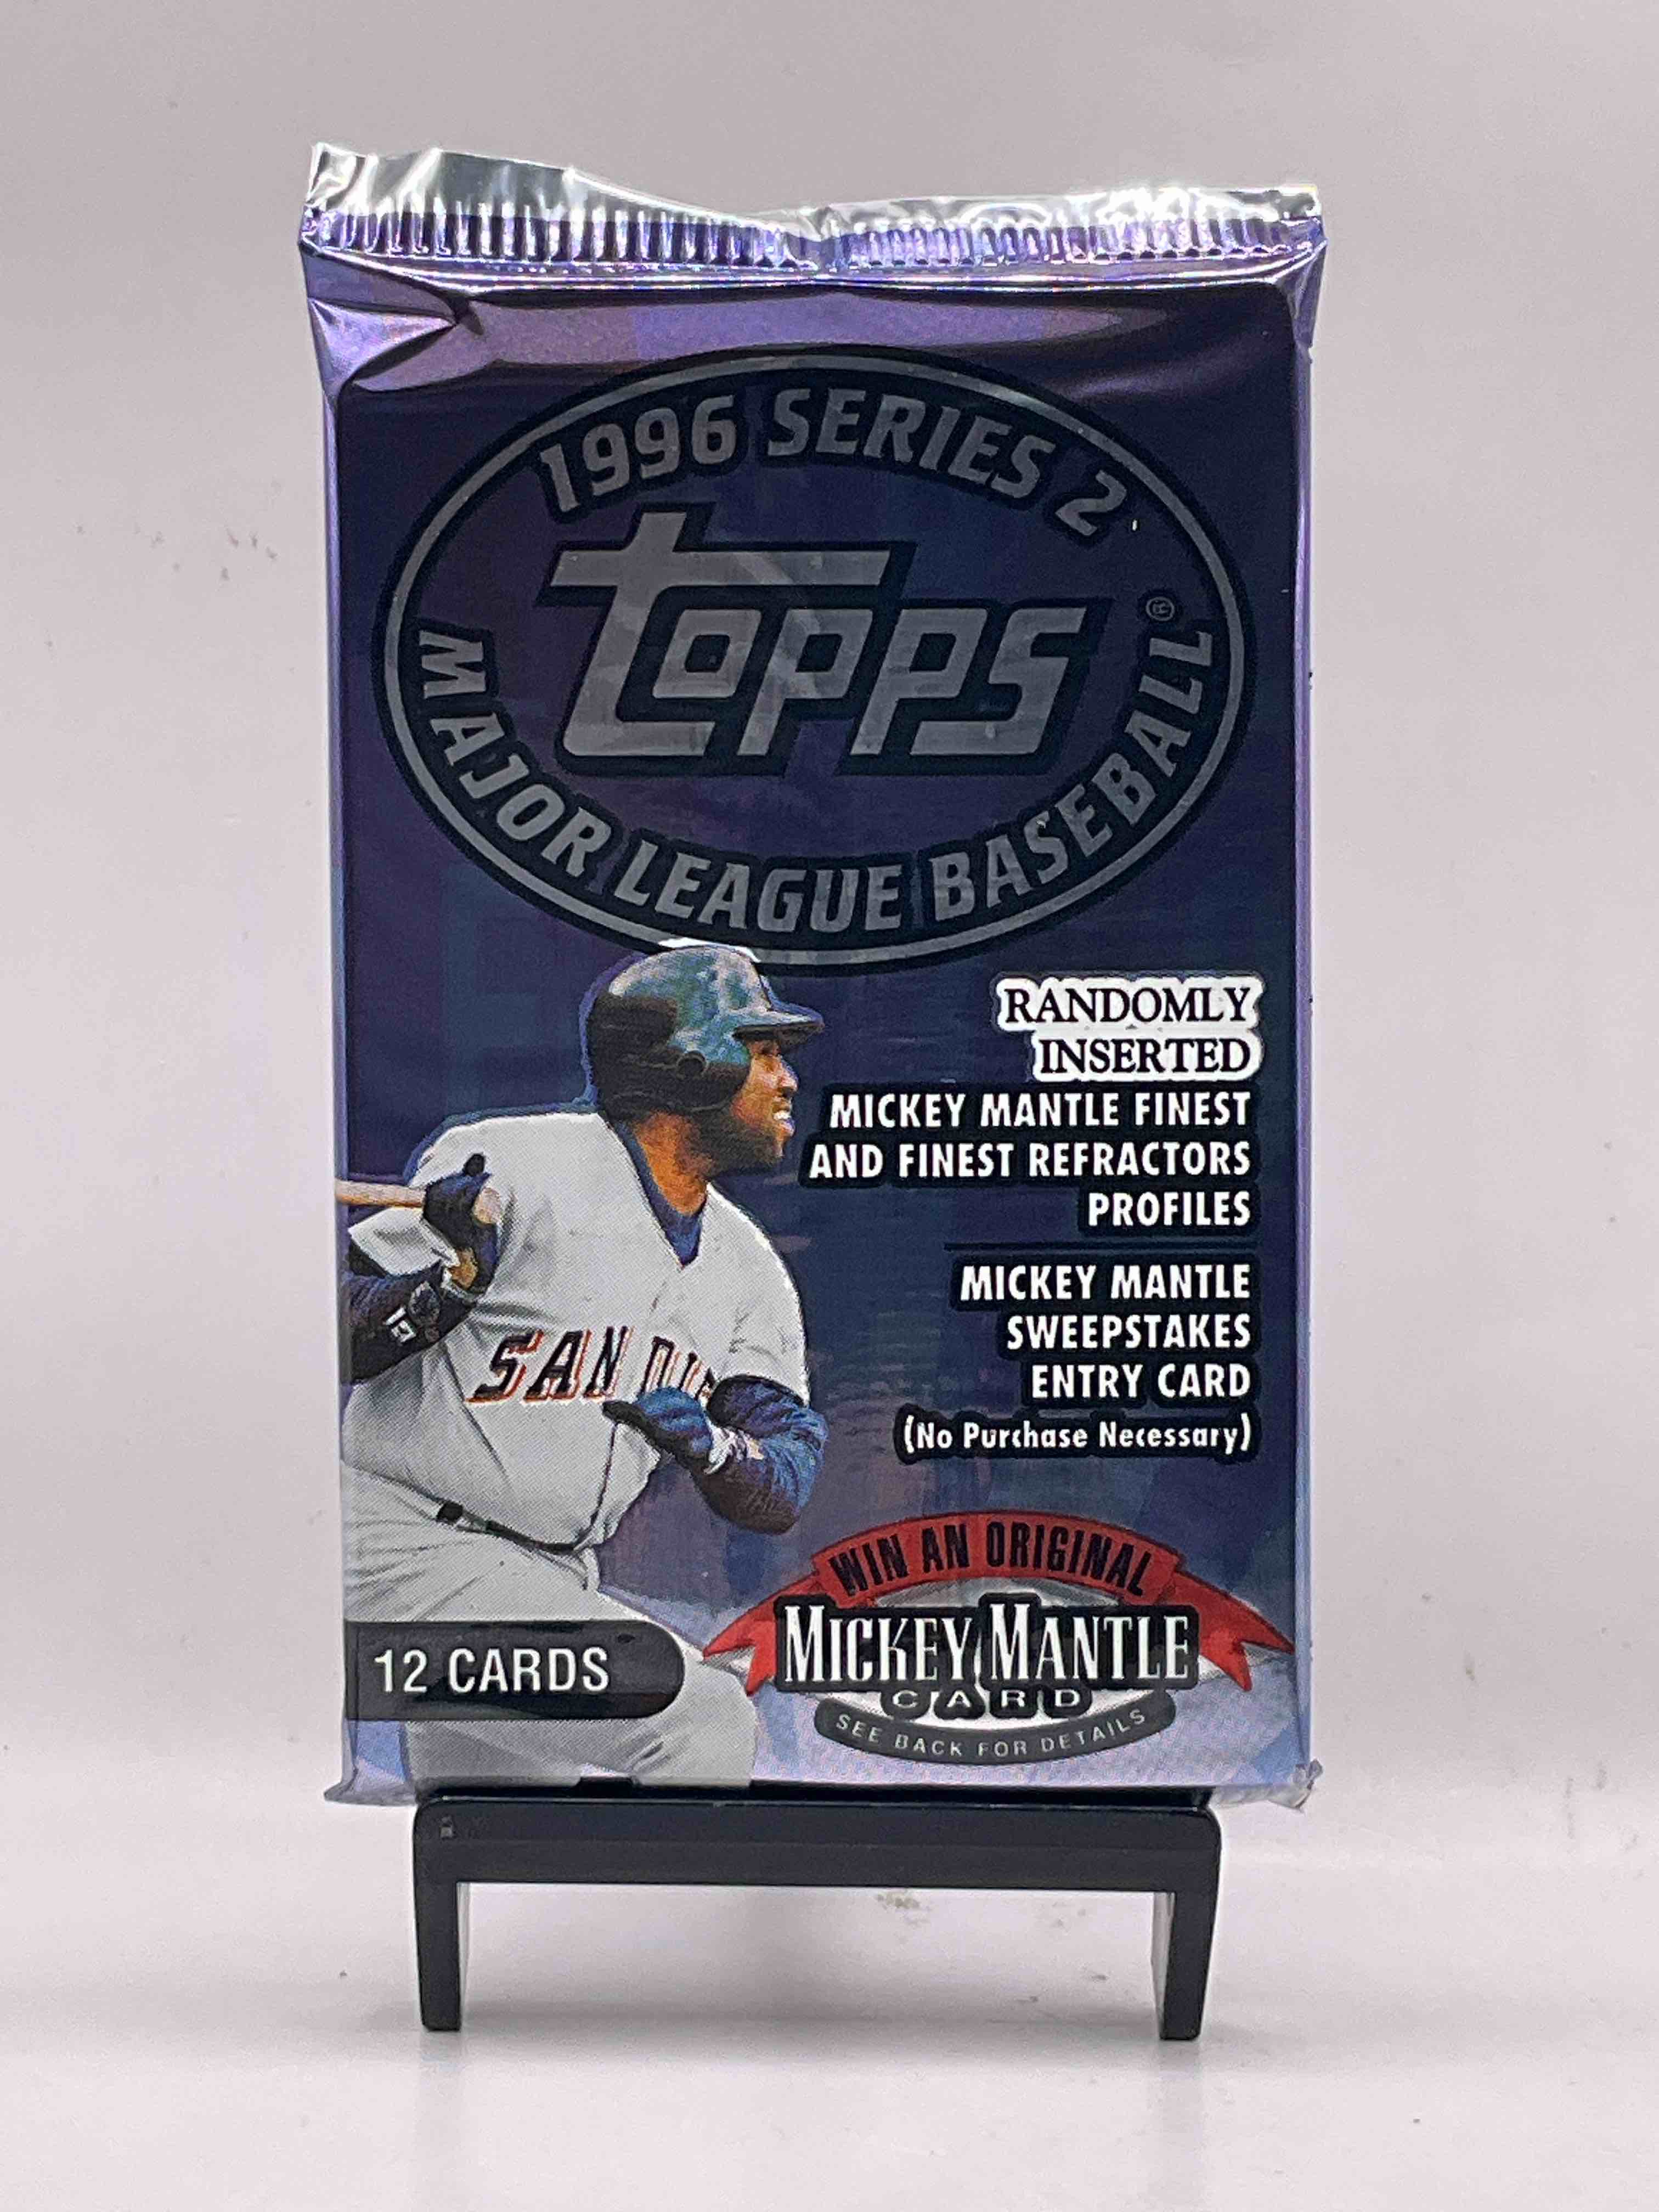 1996 SERIES 2
topps
MAJOR LEAGUE BASEBALL®
RANDOMLY
INSERTED
MICKEY MANTLE FINEST
AND FINEST REFRACTORS
PROFILES
MICKEY MANTLE
SWEEPSTAKES
ENTRY CARD
(No Purchase Necessary)
SAN DIE
WIN AN ORIGINAL
MICKEY MANTLE
CARD
SEE BACK FOR DETAILS
12 CARDS